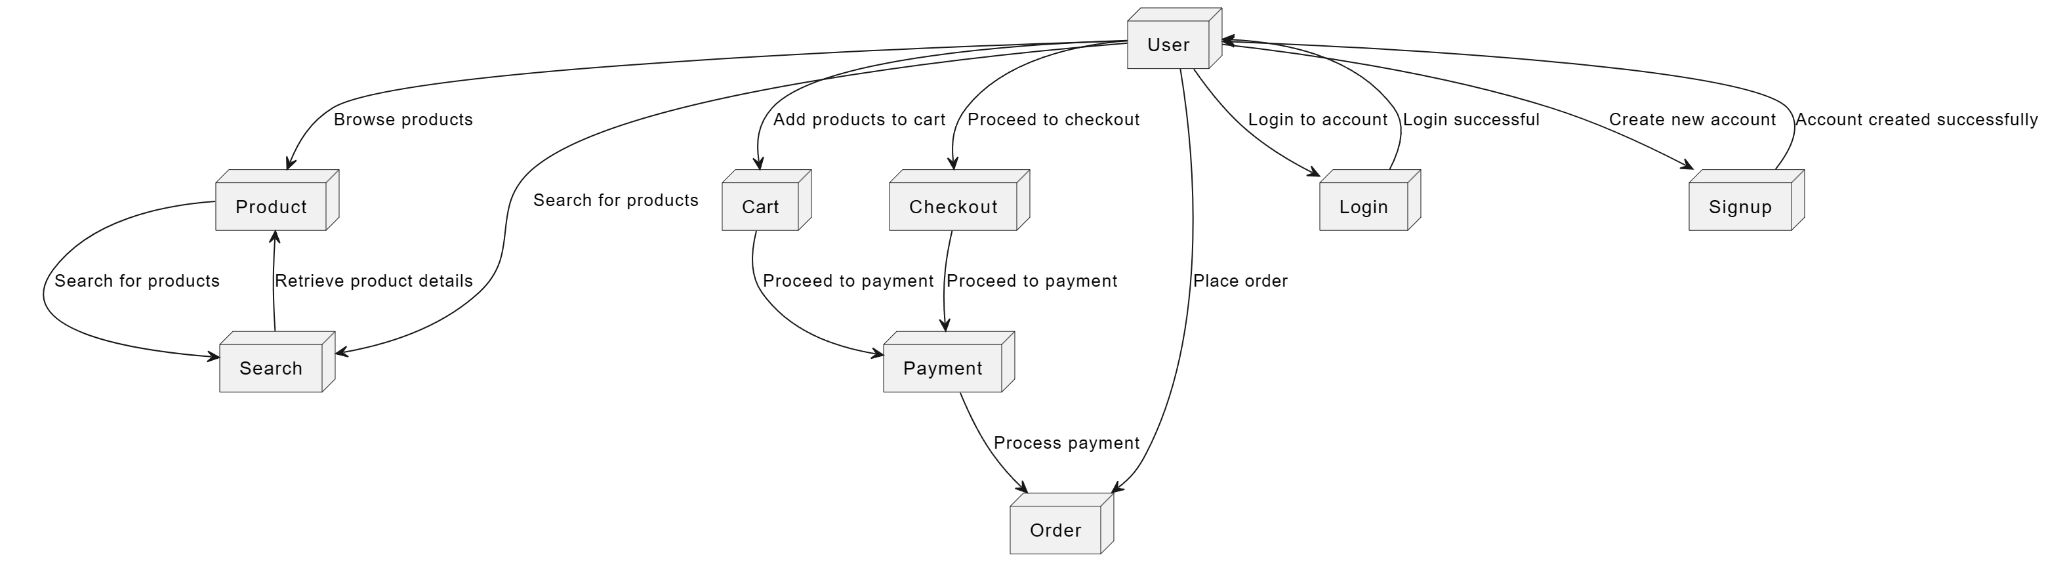 User
Browse products
Add products to cart
Proceed to checkout
Login to account
Login successful
Create new account
Account created successfully
Product
Search for products
Cart
Checkout
Login
Signup
Search for products
Retrieve product details
Proceed to payment
Proceed to payment
Place order
Search
Payment
Process payment
Order